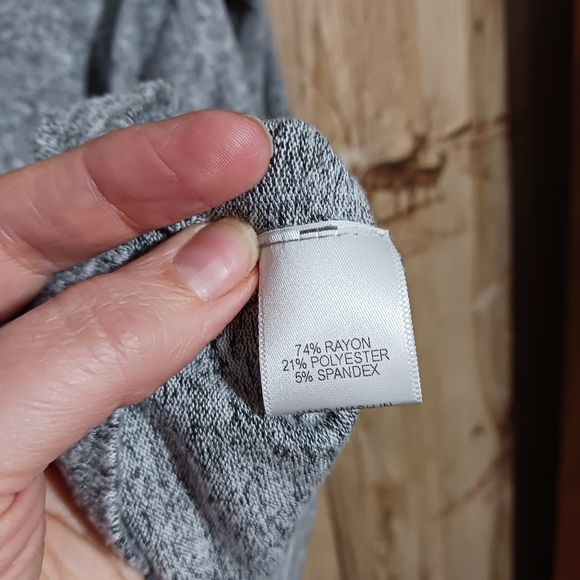 74% RAYON
21% POLYESTER
5% SPANDEX